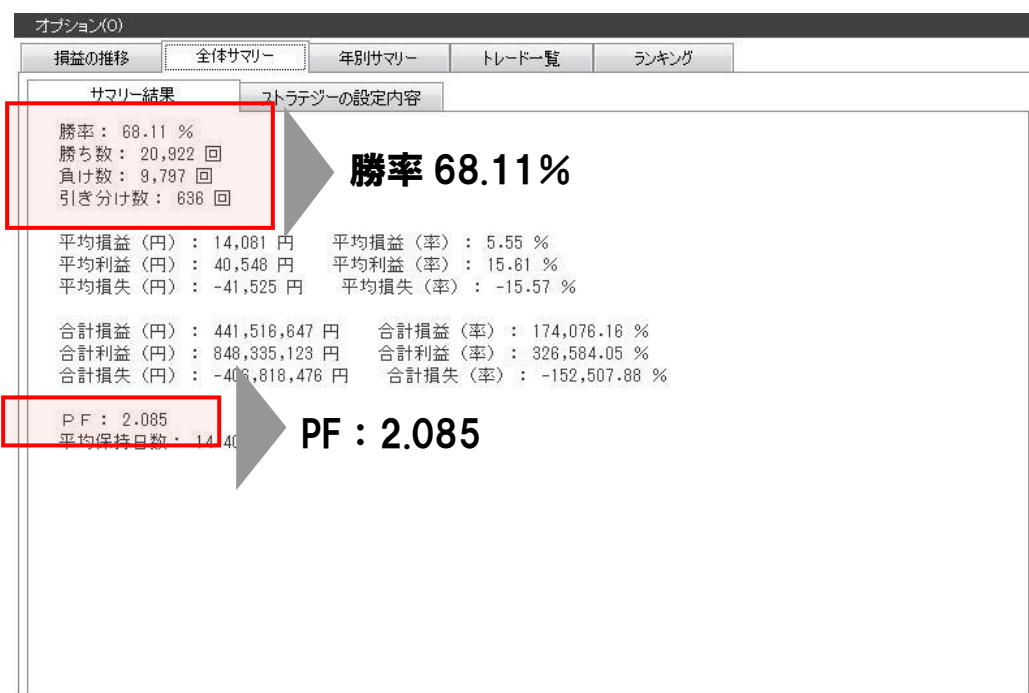 オプション(O)
損益の推移 全体サマリー 年別サマリー トレード一覧 ランキング
サマリー結果 ストラテジーの設定内容
勝率： 68.11 %
勝ち数： 20,922 回
負け数： 9,797 回
引き分け数： 636 回
勝率 68.11%
平均損益（円）： 14,081 円 平均損益（率）： 5.55 %
平均利益（円）： 40,548 円 平均利益（率）： 15.61 %
平均損失（円）： -41,525 円 平均損失（率）： -15.57 %
合計損益（円）： 441,516,647 円 合計損益（率）： 174,076.16 %
合計利益（円）： 848,335,123 円 合計利益（率）： 326,584.05 %
合計損失（円）： -406,818,476 円 合計損失（率）： -152,507.88 %
ＰＦ： 2.085
平均保持日数： 14.40
PF：2.085